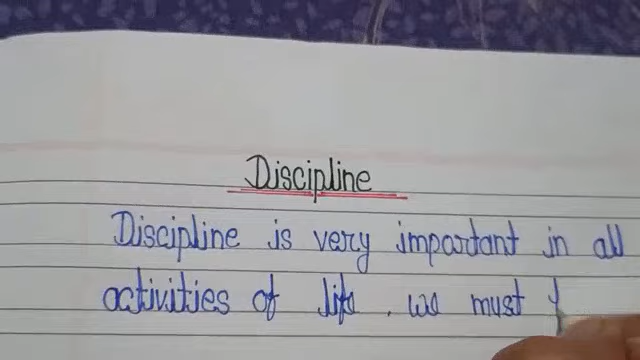 Discipline
Discipline is very important in all
activities of life. we must